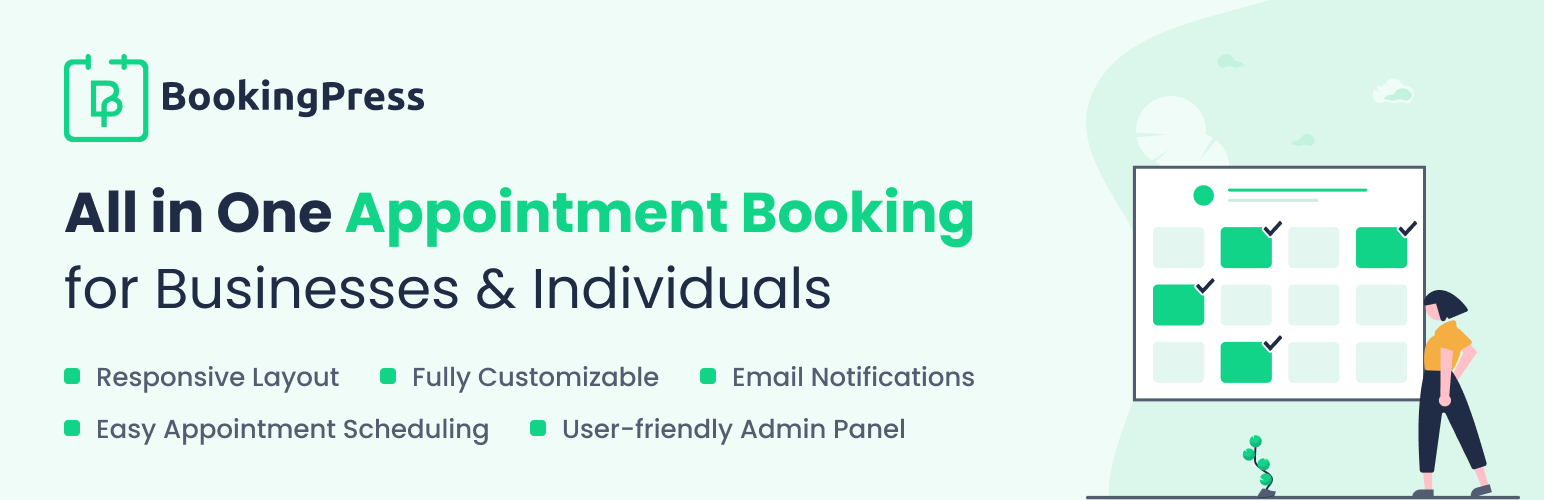 BookingPress
All in One Appointment Booking
for Businesses & Individuals
Responsive Layout Fully Customizable Email Notifications
Easy Appointment Scheduling User-friendly Admin Panel